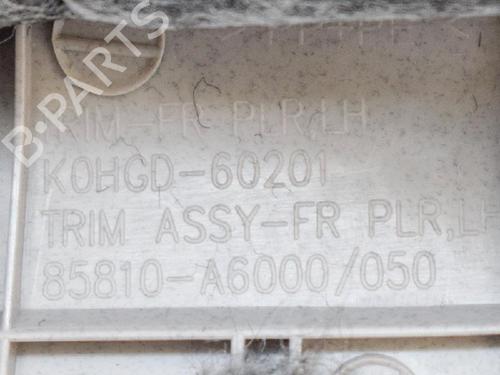 TRIM-FR PLR,LH
K0HGD-60201
TRIM ASSY-FR PLR,LH
85810-A6000/050
B-PARTS